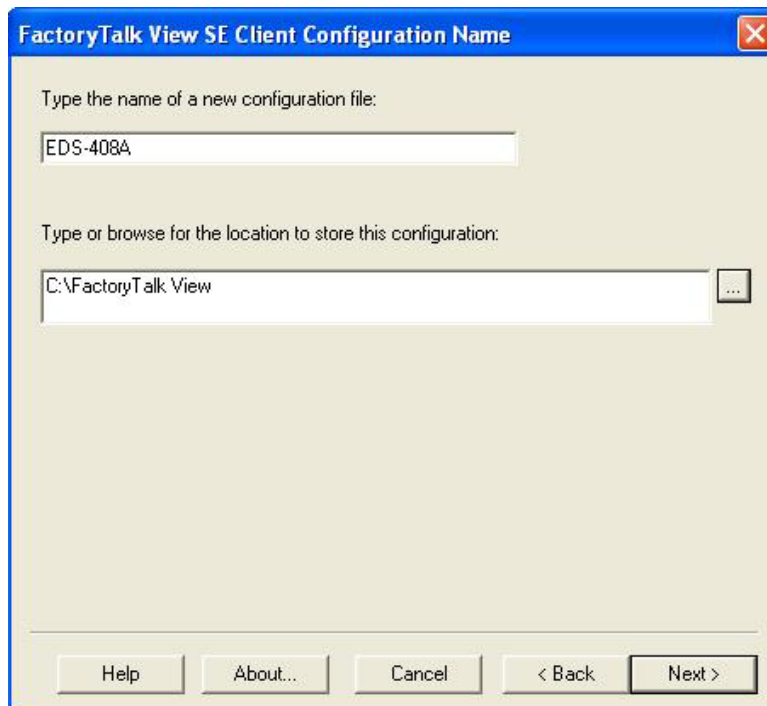 FactoryTalk View SE Client Configuration Name
Type the name of a new configuration file:
EDS-408A
Type or browse for the location to store this configuration:
C:\FactoryTalk View
...
Help About... Cancel < Back Next >